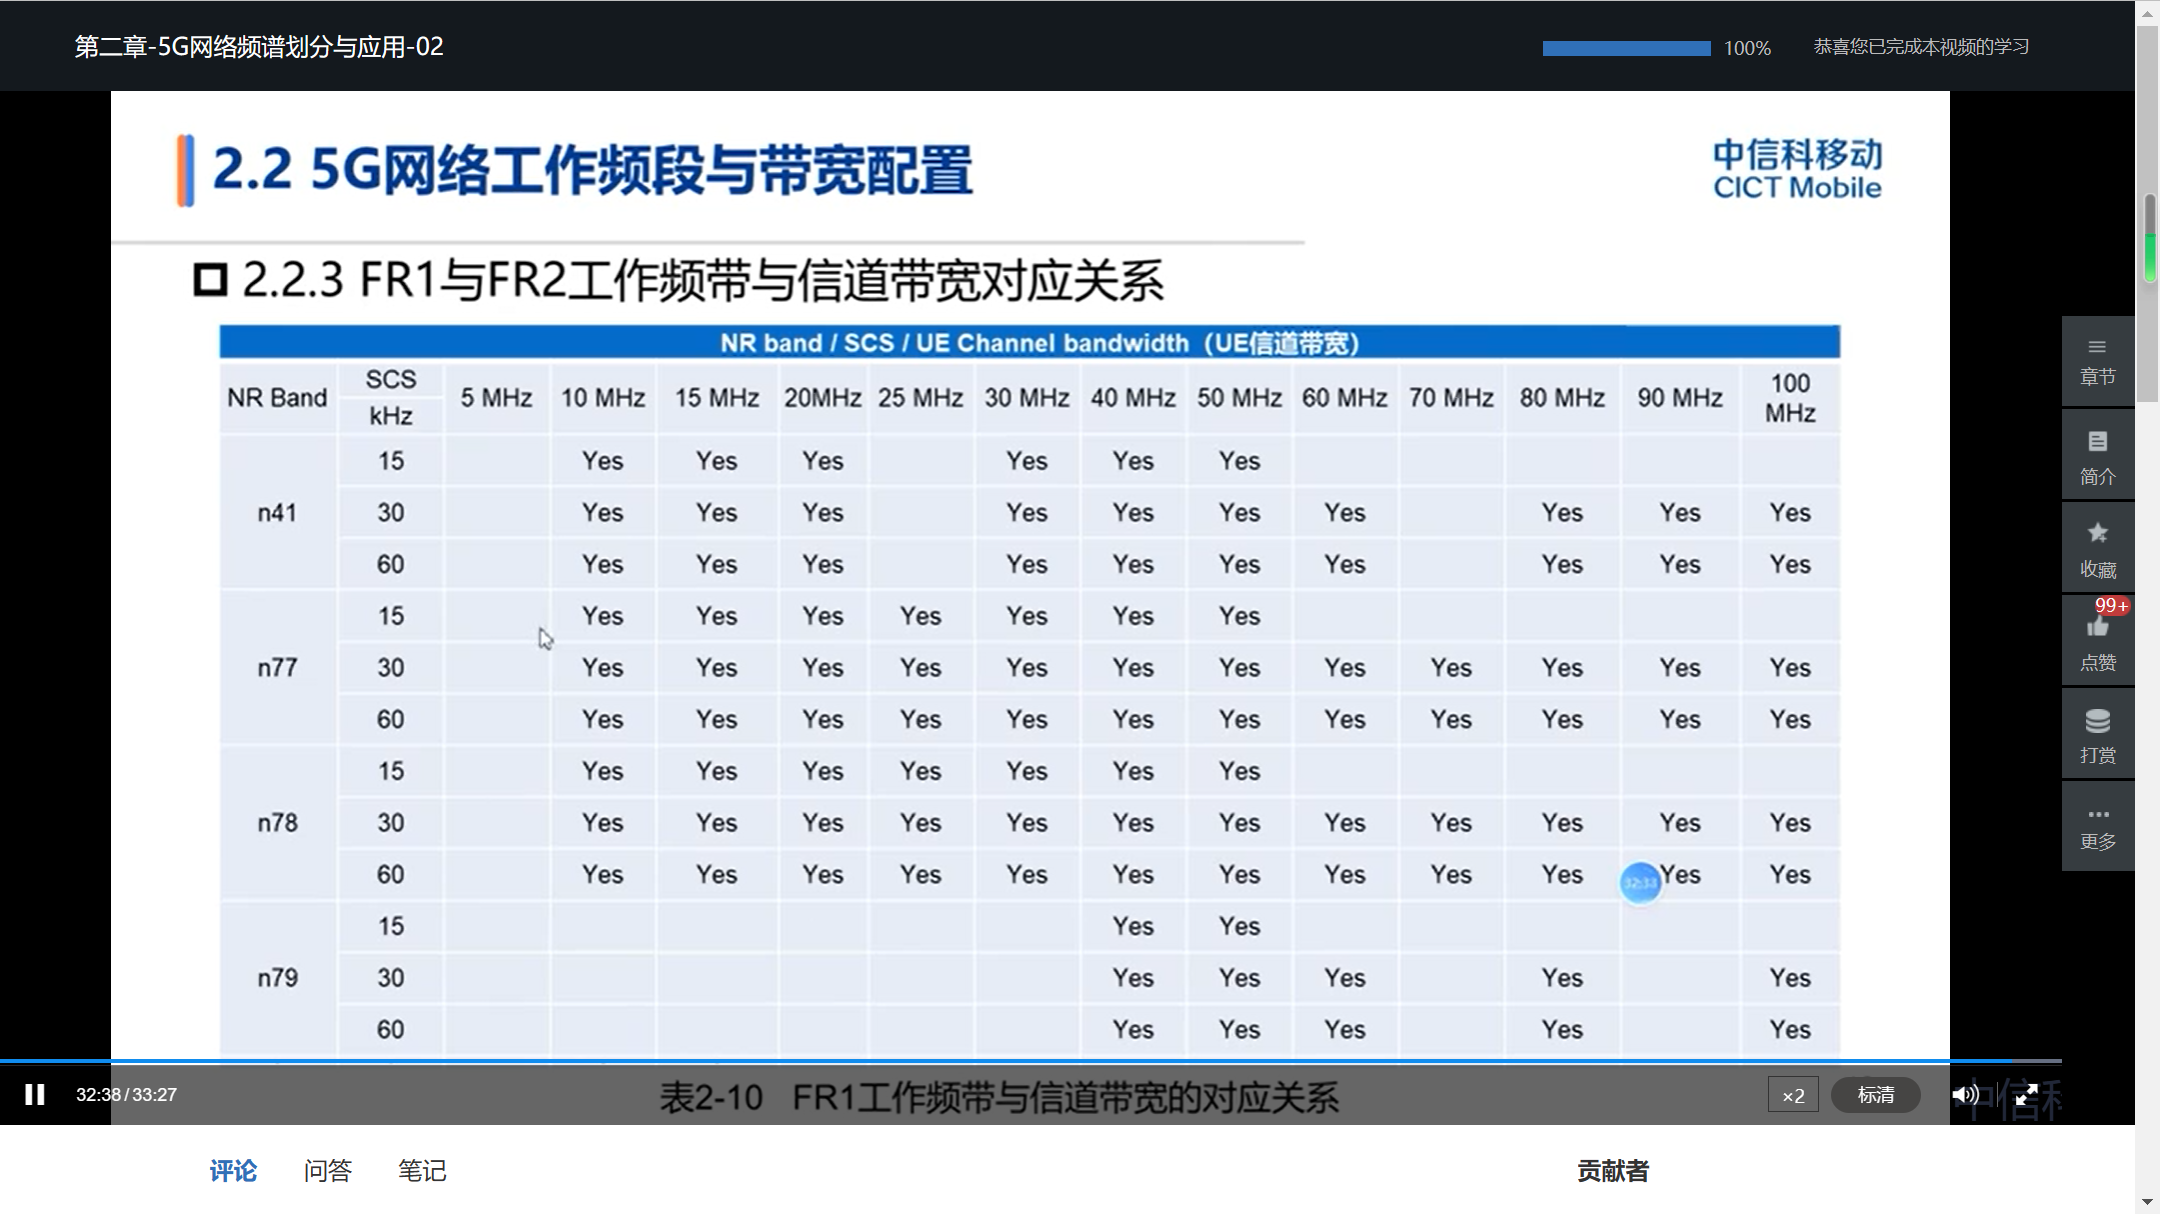 第二章-5G网络频谱划分与应用-02
100%
恭喜您已完成本视频的学习
2.2 5G网络工作频段与带宽配置
中信科移动
CICT Mobile
2.2.3 FR1与FR2工作频带与信道带宽对应关系
NR band / SCS / UE Channel bandwidth（UE信道带宽）
NR Band SCS kHz 5 MHz 10 MHz 15 MHz 20MHz 25 MHz 30 MHz 40 MHz 50 MHz 60 MHz 70 MHz 80 MHz 90 MHz 100 MHz
15 Yes Yes Yes Yes Yes Yes
n41 30 Yes Yes Yes Yes Yes Yes Yes Yes Yes Yes
60 Yes Yes Yes Yes Yes Yes Yes Yes Yes Yes
15 Yes Yes Yes Yes Yes Yes Yes
n77 30 Yes Yes Yes Yes Yes Yes Yes Yes Yes Yes Yes Yes
60 Yes Yes Yes Yes Yes Yes Yes Yes Yes Yes Yes Yes
15 Yes Yes Yes Yes Yes Yes Yes
n78 30 Yes Yes Yes Yes Yes Yes Yes Yes Yes Yes Yes Yes
60 Yes Yes Yes Yes Yes Yes Yes Yes Yes Yes Yes Yes
15 Yes Yes
n79 30 Yes Yes Yes Yes Yes
60 Yes Yes Yes Yes Yes
表2-10 FR1工作频带与信道带宽的对应关系
章节
简介
收藏
99+
点赞
打赏
更多
32:38/33:27
×2
标清
中信科
评论
问答
笔记
贡献者